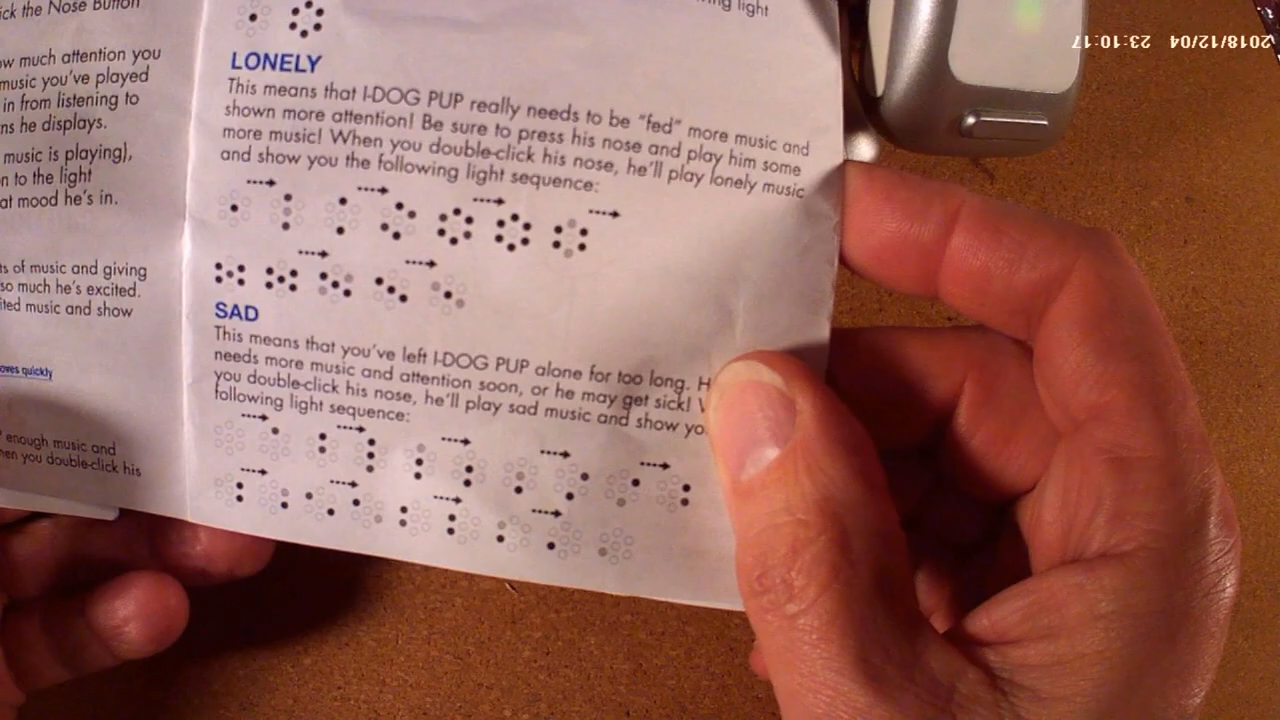 ick the Nose Button
ow much attention you
music you've played
in from listening to
ns he displays.
music is playing),
n to the light
at mood he's in.
ts of music and giving
so much he's excited.
ited music and show
oves quickly
enough music and
en you double-click his
ing light
LONELY
This means that I-DOG PUP really needs to be "fed" more music and
shown more attention! Be sure to press his nose and play him some
more music! When you double-click his nose, he'll play lonely music
and show you the following light sequence:
SAD
This means that you've left I-DOG PUP alone for too long. H
needs more music and attention soon, or he may get sick! W
you double-click his nose, he'll play sad music and show yo
following light sequence:
2018/12/04 23:10:17